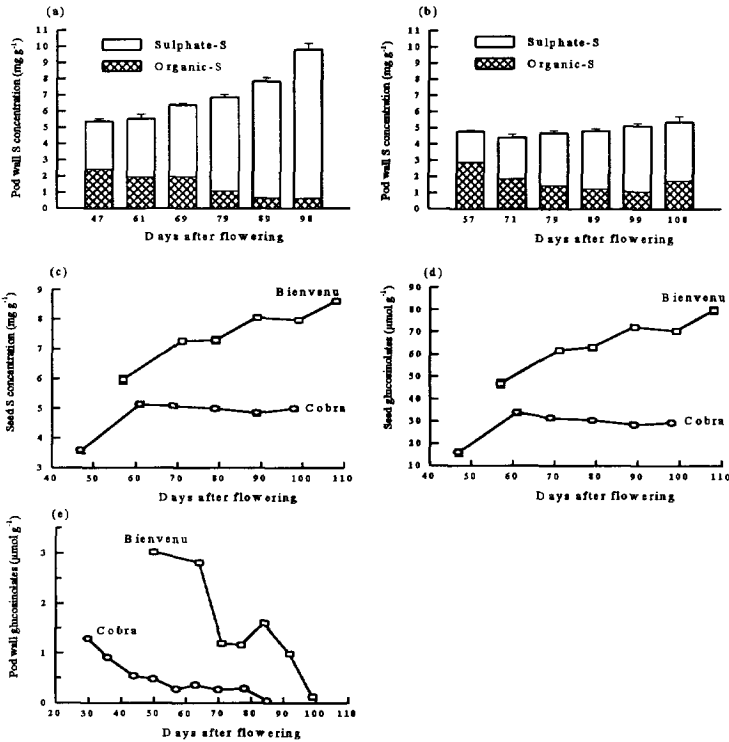 (a)
Pod wall S concentration (mg g⁻¹)
11
10
9
8
7
6
5
4
3
2
1
0
Sulphate-S
Organic-S
47 61 69 79 89 98
Days after flowering
(b)
Pod wall S concentration (mg g⁻¹)
11
10
9
8
7
6
5
4
3
2
1
0
Sulphate-S
Organic-S
57 71 79 89 99 108
Days after flowering
(c)
Seed S concentration (mg g⁻¹)
9
8
7
6
5
4
3
Bienvenu
Cobra
40 50 60 70 80 90 100 110
Days after flowering
(d)
Seed glucosinolates (μmol g⁻¹)
90
80
70
60
50
40
30
20
10
Bienvenu
Cobra
40 50 60 70 80 90 100 110
Days after flowering
(e)
Pod wall glucosinolates (μmol g⁻¹)
3
2
1
0
Bienvenu
Cobra
20 30 40 50 60 70 80 90 100 110
Days after flowering